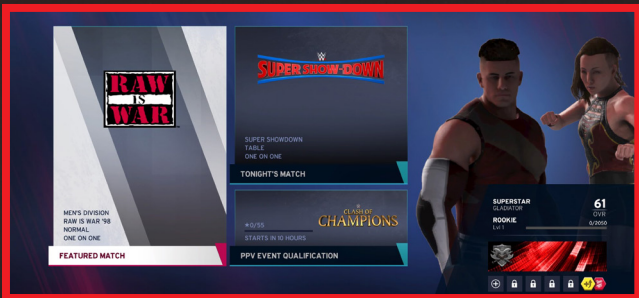 RAW
IS
WAR
MEN'S DIVISION
RAW IS WAR '98
NORMAL
ONE ON ONE
FEATURED MATCH
W
SUPER SHOW-DOWN
SUPER SHOWDOWN
TABLE
ONE ON ONE
TONIGHT'S MATCH
★0/55
CLASH OF
CHAMPIONS
STARTS IN 10 HOURS
PPV EVENT QUALIFICATION
SUPERSTAR
GLADIATOR
61
OVR
ROOKIE
Lvl 1
0/2050